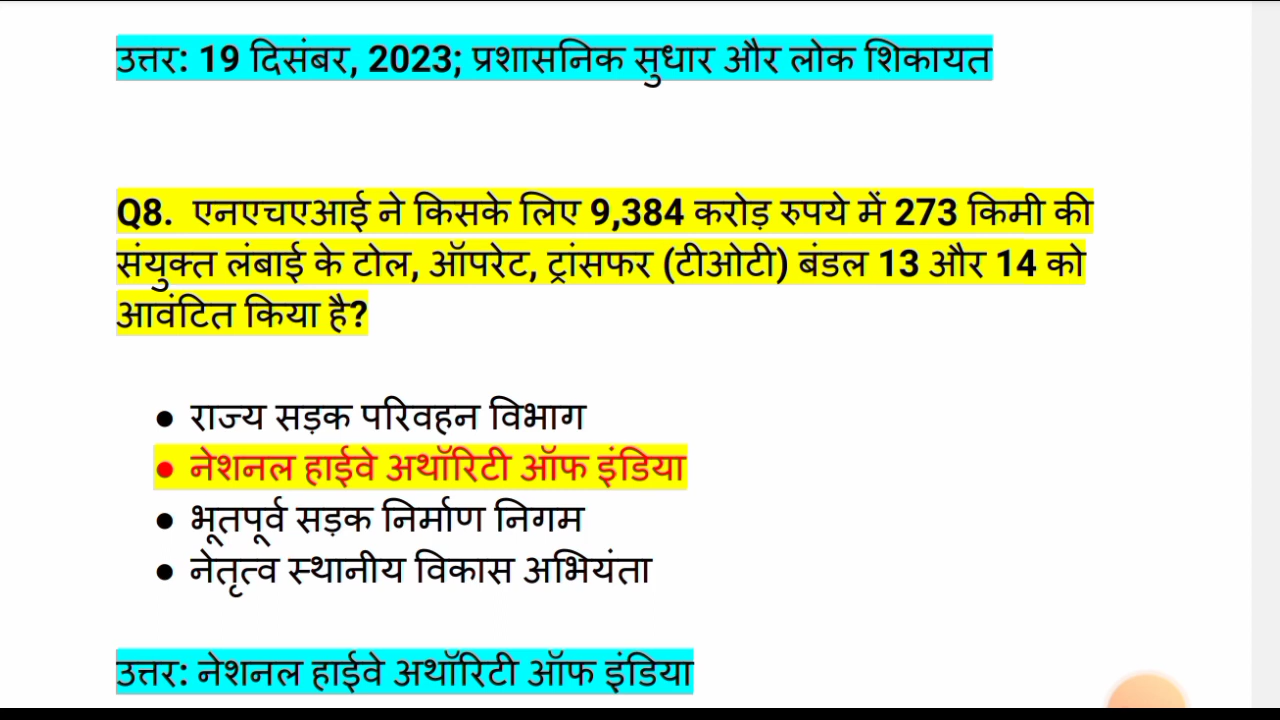 उत्तर: 19 दिसंबर, 2023; प्रशासनिक सुधार और लोक शिकायत
Q8. एनएचएआई ने किसके लिए 9,384 करोड़ रुपये में 273 किमी की
संयुक्त लंबाई के टोल, ऑपरेट, ट्रांसफर (टीओटी) बंडल 13 और 14 को
आवंटित किया है?
● राज्य सड़क परिवहन विभाग
● नेशनल हाईवे अथॉरिटी ऑफ इंडिया
● भूतपूर्व सड़क निर्माण निगम
● नेतृत्व स्थानीय विकास अभियंता
उत्तर: नेशनल हाईवे अथॉरिटी ऑफ इंडिया